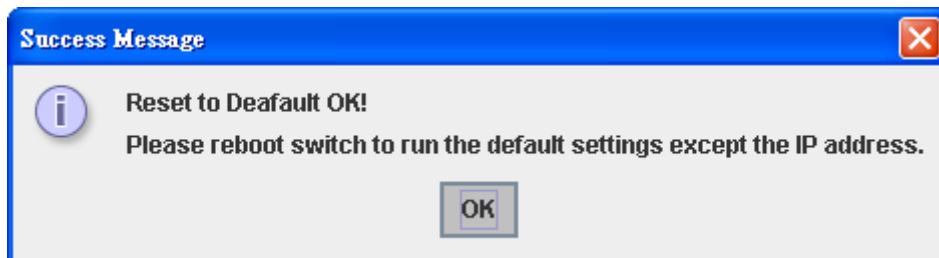 Success Message
Reset to Deafault OK!
Please reboot switch to run the default settings except the IP address.
OK